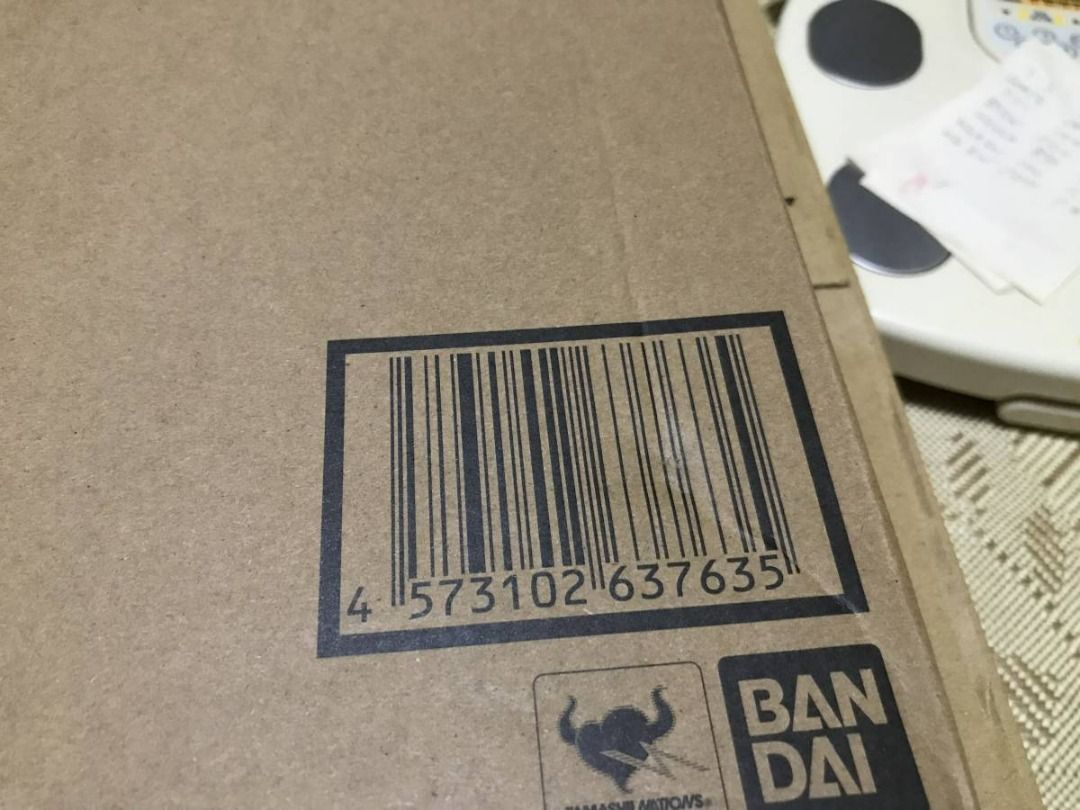 4 573102 637635
BAN
DAI
TAMASHII NATIONS